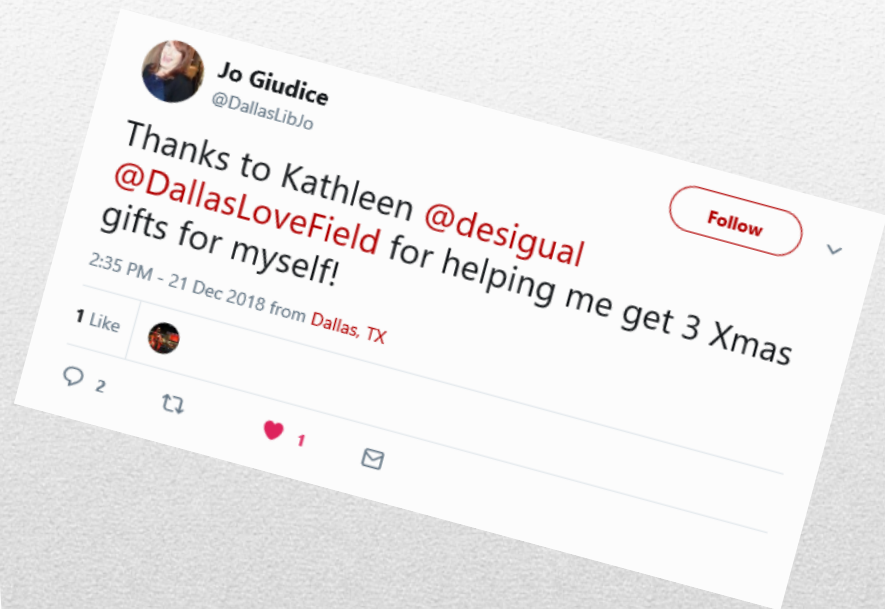 Jo Giudice
@DallasLibJo
Follow
Thanks to Kathleen @desigual
@DallasLoveField for helping me get 3 Xmas
gifts for myself!
2:35 PM - 21 Dec 2018 from Dallas, TX
1 Like
2
1